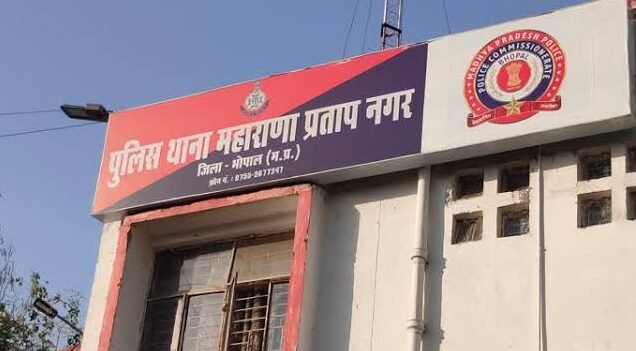 पुलिस थाना महाराणा प्रताप नगर
जिला - भोपाल (म.प्र.)
फ़ोन नं. : 0755-2677347
MADHYA PRADESH POLICE
POLICE COMMISSIONERATE
BHOPAL